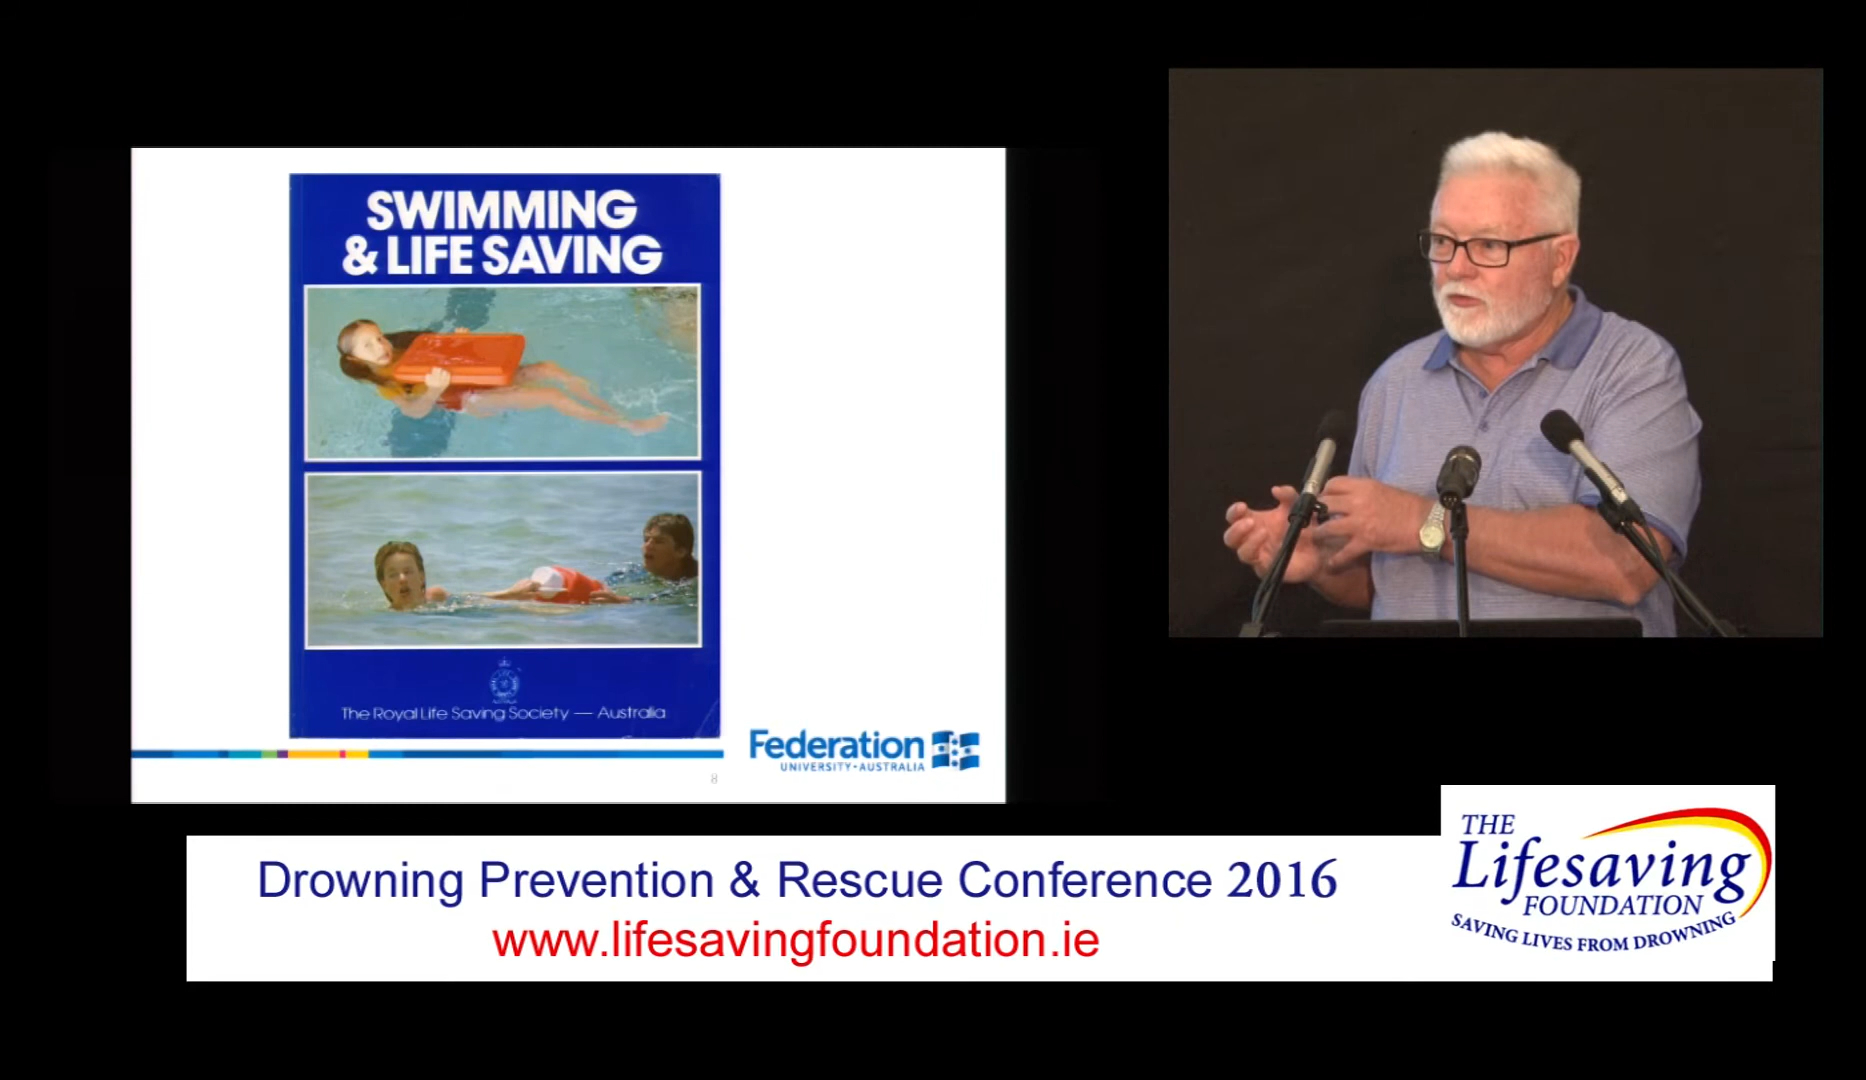 SWIMMING
& LIFE SAVING
The Royal Life Saving Society — Australia
Federation
UNIVERSITY • AUSTRALIA
8
Drowning Prevention & Rescue Conference 2016
www.lifesavingfoundation.ie
THE
Lifesaving
FOUNDATION
SAVING LIVES FROM DROWNING